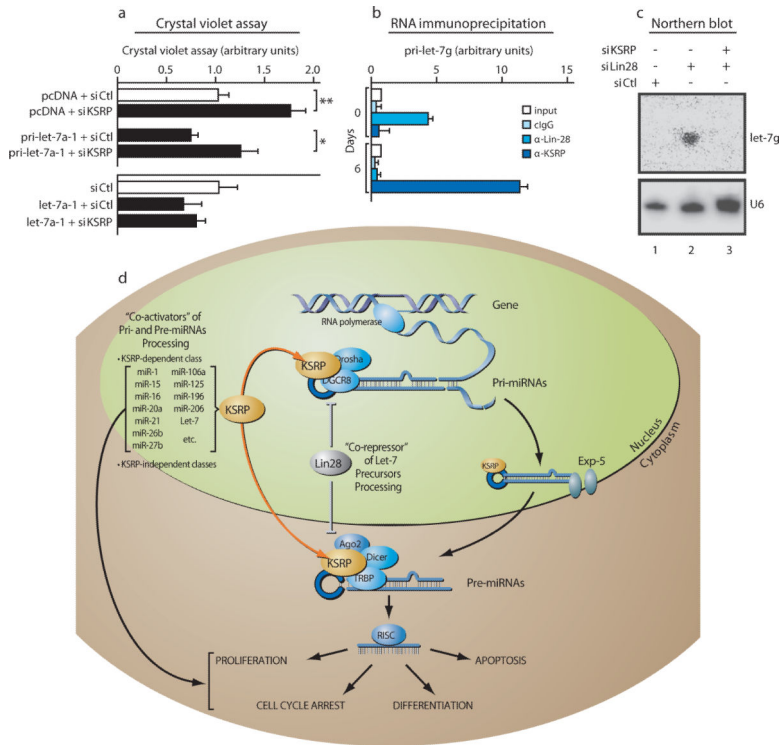 a
Crystal violet assay
Crystal violet assay (arbitrary units)
0 0.5 1.0 1.5 2.0
pcDNA + siCtl
pcDNA + siKSRP
**
pri-let-7a-1 + siCtl
pri-let-7a-1 + siKSRP
*
siCtl
let-7a-1 + siCtl
let-7a-1 + siKSRP
b
RNA immunoprecipitation
pri-let-7g (arbitrary units)
0 5 10 15
Days
0
6
input
cIgG
α-Lin-28
α-KSRP
c
Northern blot
siKSRP - - +
siLin28 - + +
siCtl + - -
let-7g
U6
1 2 3
d
"Co-activators" of
Pri- and Pre-miRNAs
Processing
• KSRP-dependent class
miR-1 miR-106a
miR-15 miR-125
miR-16 miR-196
miR-20a miR-206
miR-21 Let-7
miR-26b
etc.
miR-27b
• KSRP-independent classes
KSRP
Gene
RNA polymerase
KSRP
Drosha
DGCR8
Pri-miRNAs
Lin28
"Co-repressor"
of Let-7
Precursors
Processing
KSRP
Exp-5
Nucleus
Cytoplasm
Ago2
KSRP
Dicer
TRBP
Pre-miRNAs
RISC
PROLIFERATION
APOPTOSIS
CELL CYCLE ARREST
DIFFERENTIATION